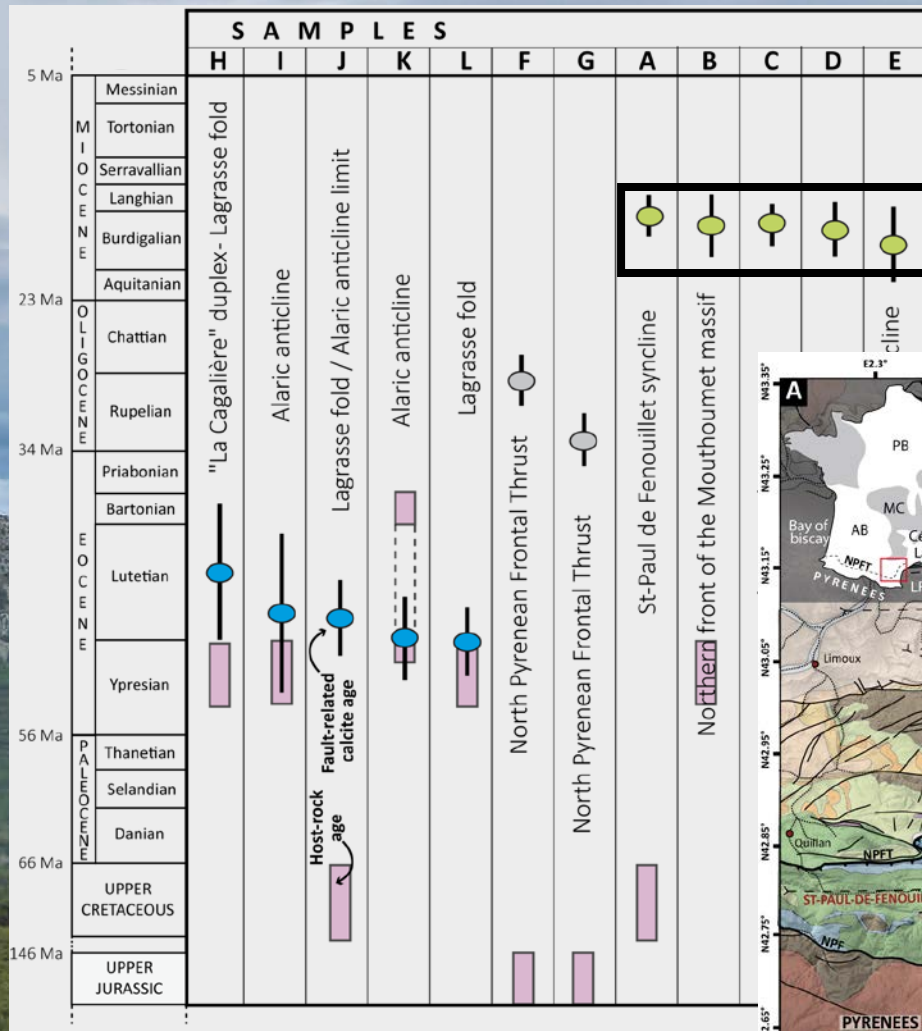 S A M P L E S
H I J K L F G A B C D E
5 Ma
23 Ma
34 Ma
56 Ma
66 Ma
146 Ma
MIOCENE
Messinian
Tortonian
Serravallian
Langhian
Burdigalian
Aquitanian
OLIGOCENE
Chattian
Rupelian
EOCENE
Priabonian
Bartonian
Lutetian
Ypresian
PALEOCENE
Thanetian
Selandian
Danian
UPPER
CRETACEOUS
UPPER
JURASSIC
"La Cagalière" duplex- Lagrasse fold
Alaric anticline
Lagrasse fold / Alaric anticline limit
Alaric anticline
Lagrasse fold
North Pyrenean Frontal Thrust
North Pyrenean Frontal Thrust
St-Paul de Fenouillet syncline
Northern front of the Mouthoumet massif
cline
Fault-related
calcite age
Host-rock
age
E2.3°
A
N43.35°
N43.25°
N43.15°
N43.05°
N42.95°
N42.85°
N42.75°
2.65°
PB
MC
AB
Bay of
biscay
NPFT
PYRENEES
Limoux
Quillan
NPFT
ST-PAUL-DE-FENOUI
NPF
PYRENEES